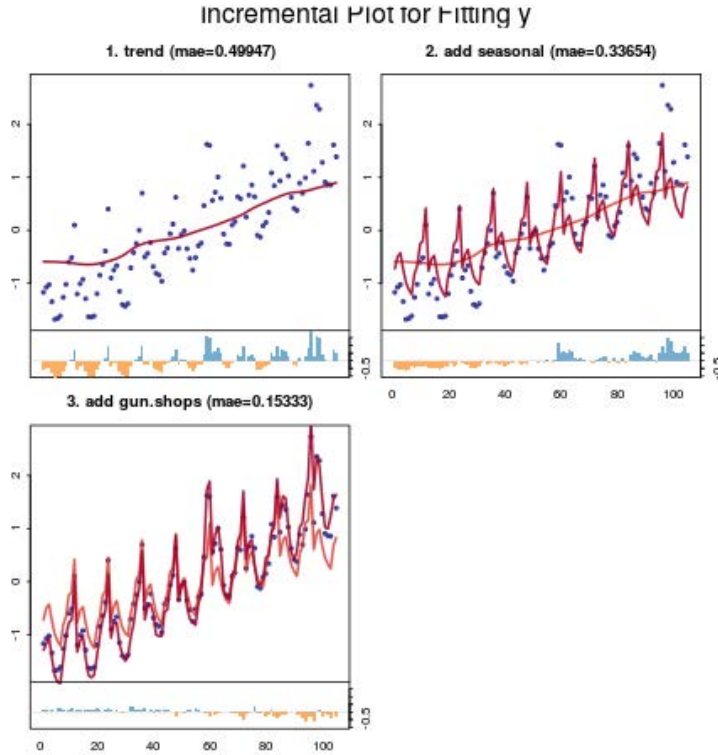 Incremental Plot for Fitting y
1. trend (mae=0.49947)
2. add seasonal (mae=0.33654)
2
1
0
-1
-0.5
2
1
0
-1
-0.5
0 20 40 60 80 100
3. add gun.shops (mae=0.15333)
2
1
0
-1
-0.5
0 20 40 60 80 100